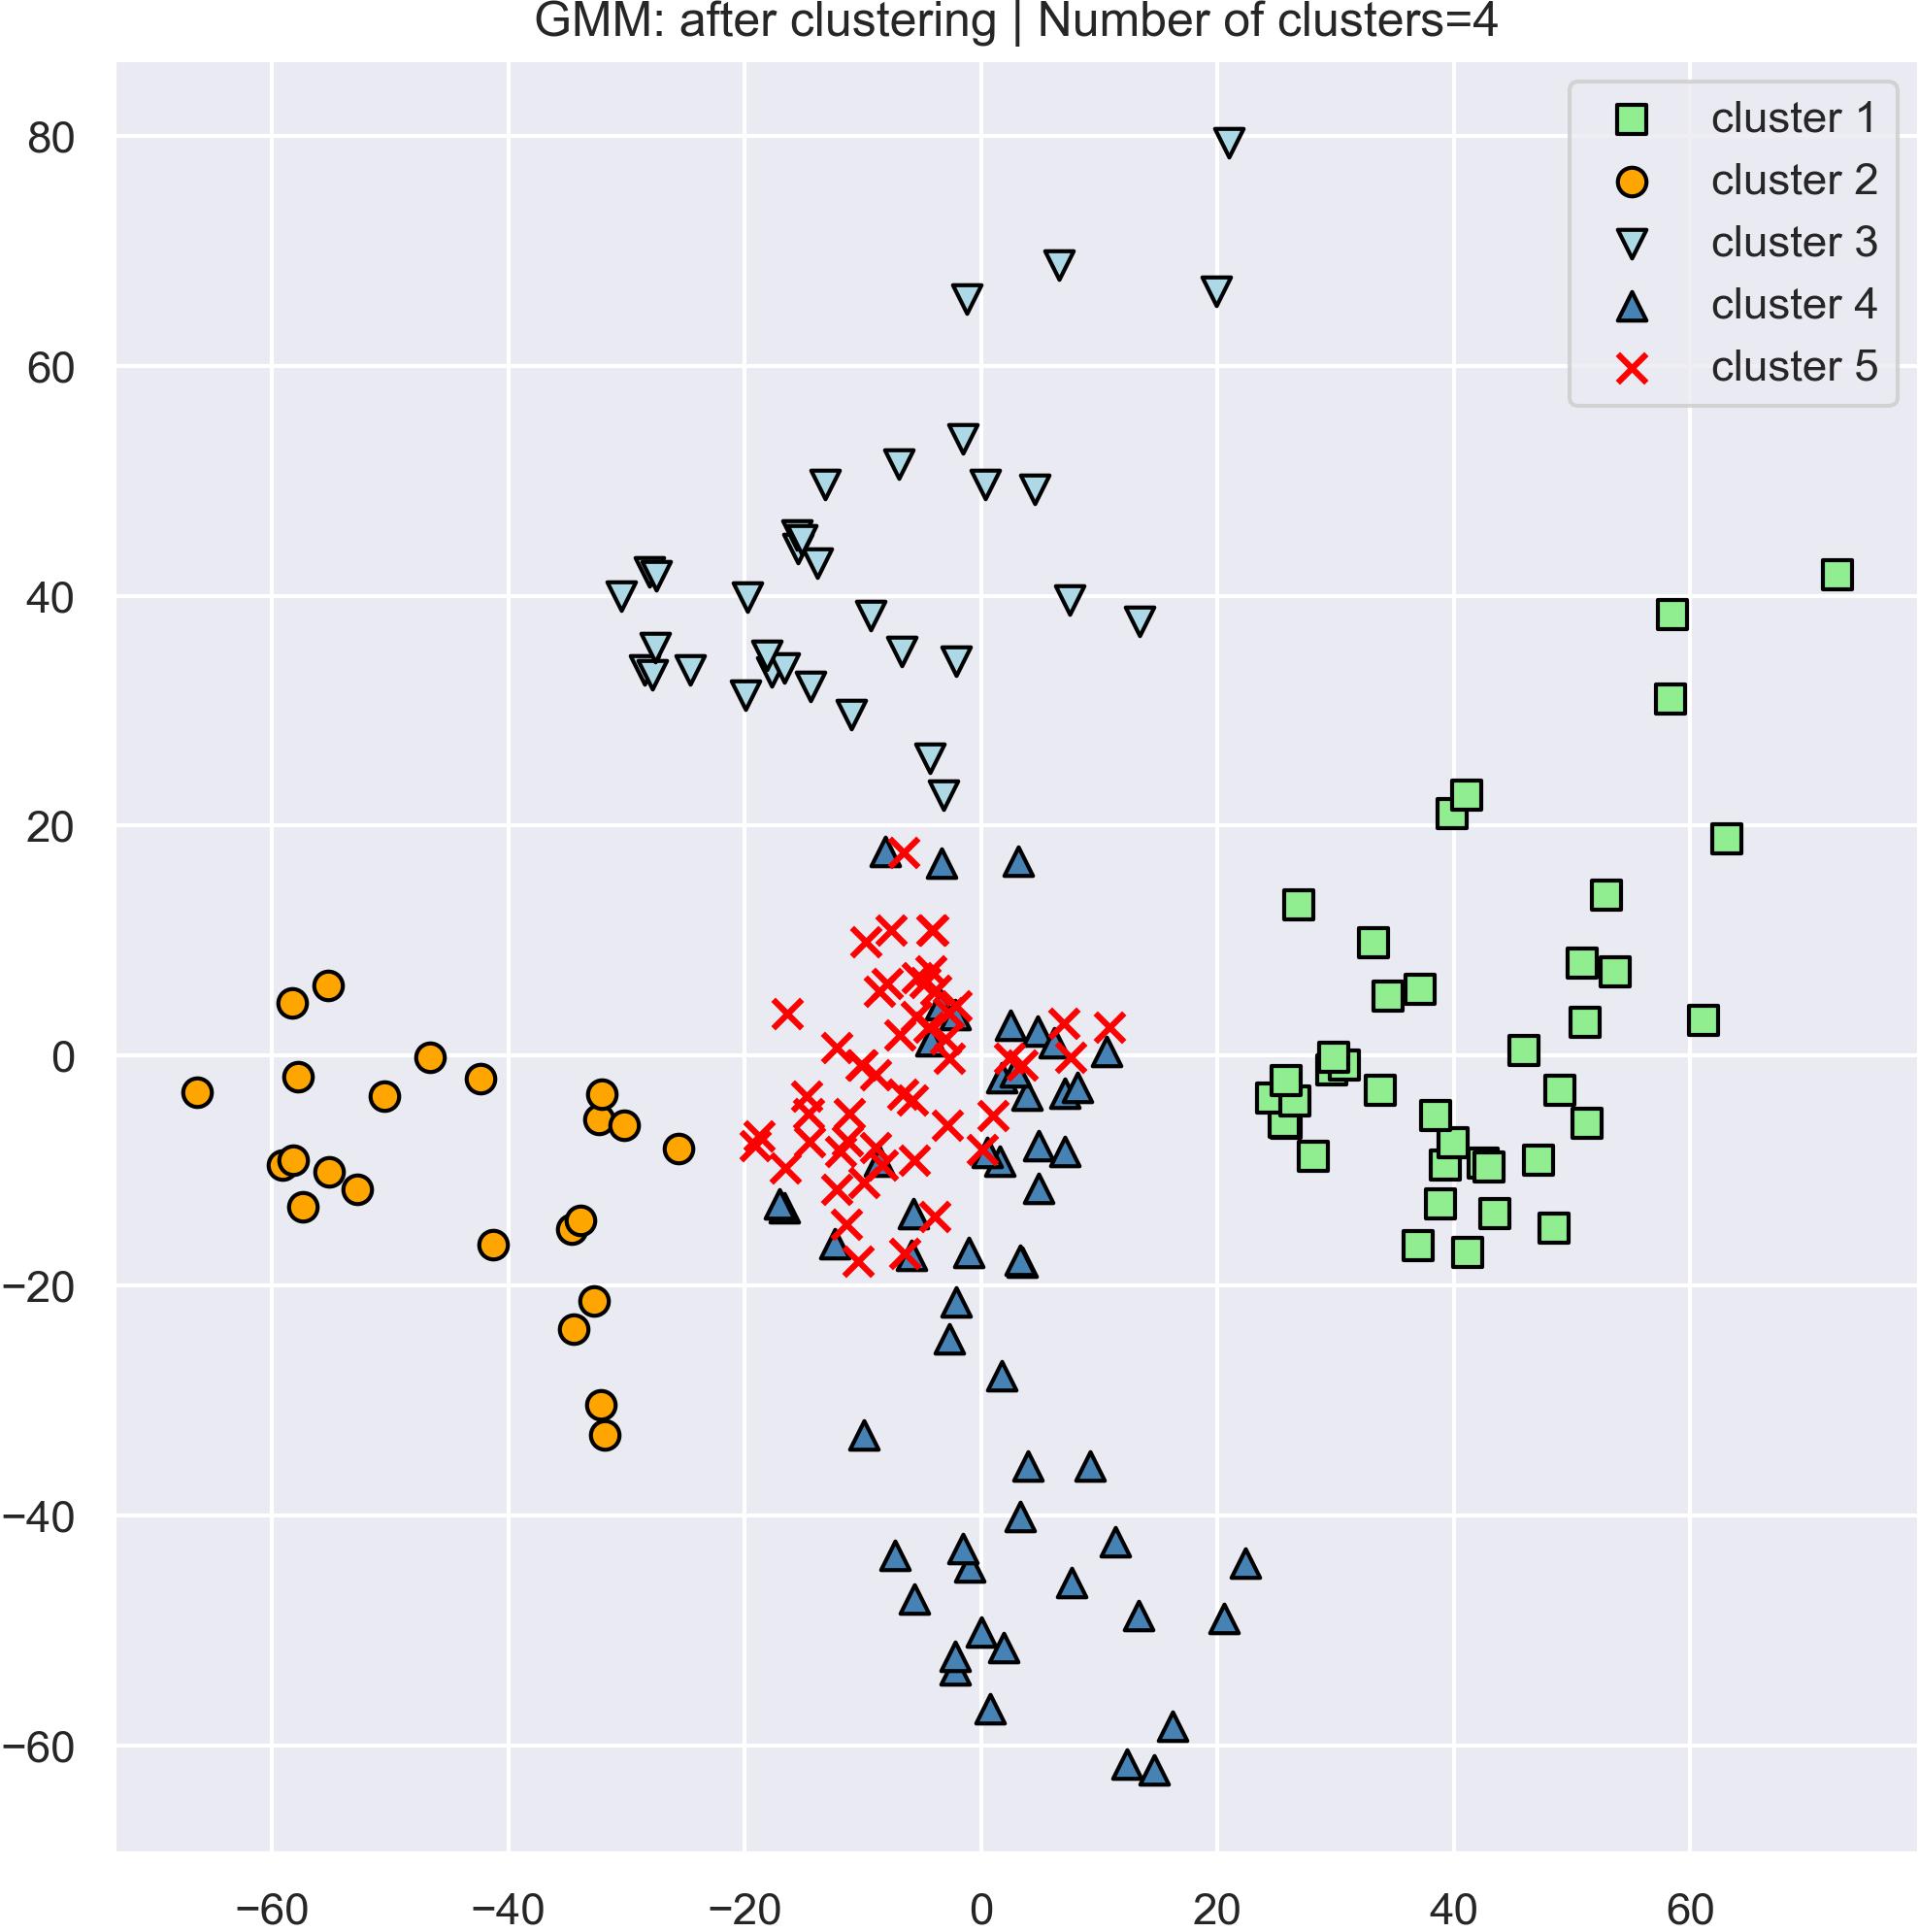 GMM: after clustering | Number of clusters=4
cluster 1
cluster 2
cluster 3
cluster 4
cluster 5
80
60
40
20
0
−20
−40
−60
−60 −40 −20 0 20 40 60